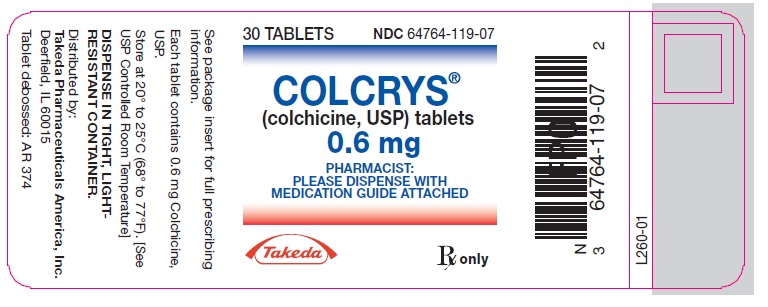 See package insert for full prescribing
information.
Each tablet contains 0.6 mg Colchicine,
USP.
Store at 20° to 25°C (68° to 77°F). [See
USP Controlled Room Temperature]
DISPENSE IN TIGHT, LIGHT-
RESISTANT CONTAINER.
Distributed by:
Takeda Pharmaceuticals America, Inc.
Deerfield, IL 60015
Tablet debossed: AR 374
30 TABLETS NDC 64764-119-07
COLCRYS®
(colchicine, USP) tablets
0.6 mg
PHARMACIST:
PLEASE DISPENSE WITH
MEDICATION GUIDE ATTACHED
Takeda
Rx only
FPO
N 3 64764-119-07 2
L260-01